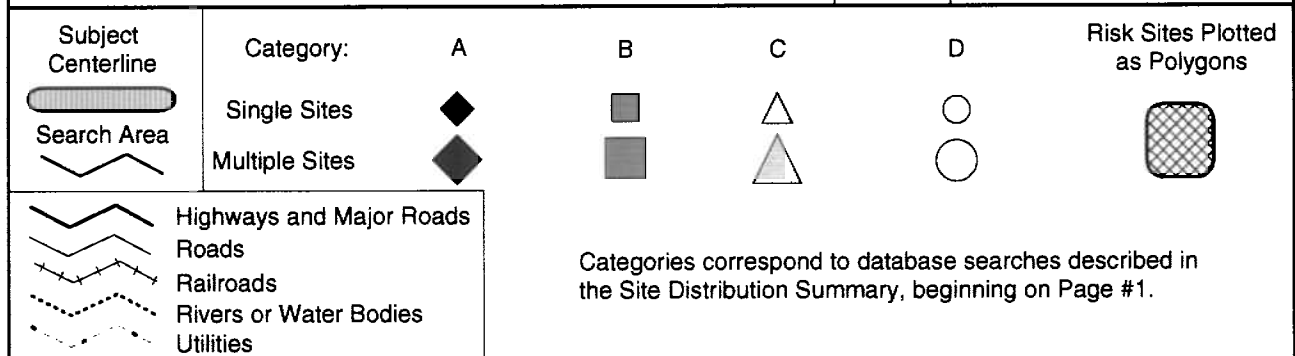 Subject
Centerline
Search Area
Category: A B C D
Single Sites
Multiple Sites
Risk Sites Plotted
as Polygons
Highways and Major Roads
Roads
Railroads
Rivers or Water Bodies
Utilities
Categories correspond to database searches described in
the Site Distribution Summary, beginning on Page #1.